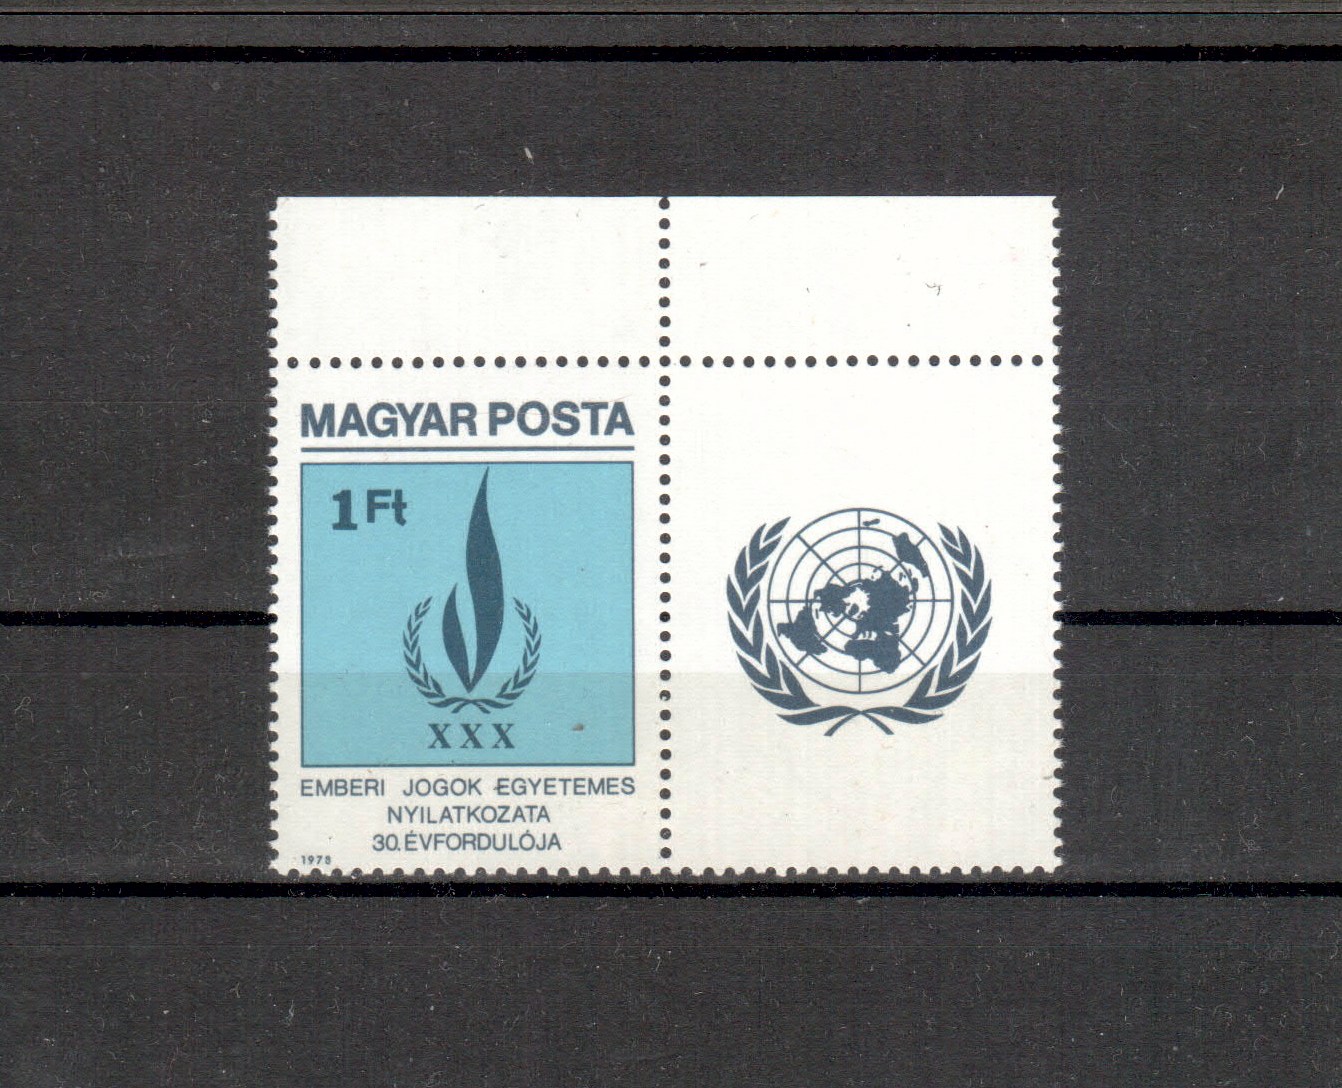 MAGYAR POSTA
1 Ft
XXX
EMBERI JOGOK EGYETEMES
NYILATKOZATA
30. ÉVFORDULÓJA
1978